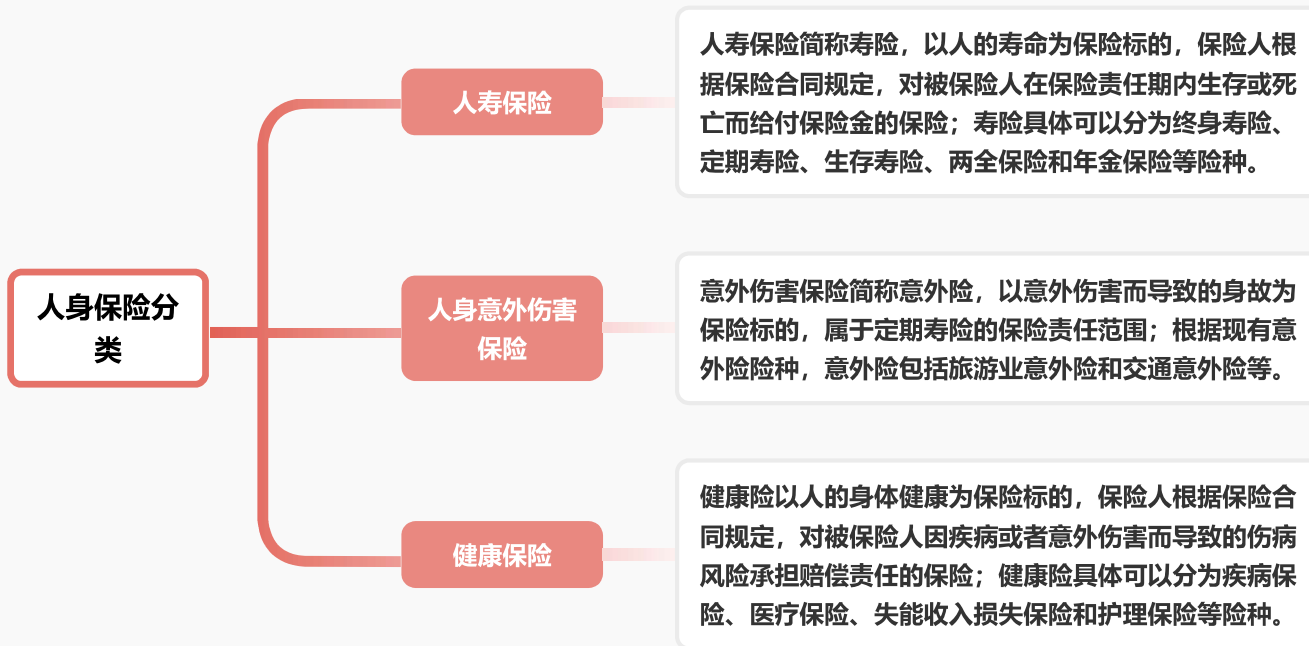 人身保险分
类
人寿保险
人寿保险简称寿险，以人的寿命为保险标的，保险人根
据保险合同规定，对被保险人在保险责任期内生存或死
亡而给付保险金的保险；寿险具体可以分为终身寿险、
定期寿险、生存寿险、两全保险和年金保险等险种。
人身意外伤害
保险
意外伤害保险简称意外险，以意外伤害而导致的身故为
保险标的，属于定期寿险的保险责任范围；根据现有意
外险险种，意外险包括旅游业意外险和交通意外险等。
健康保险
健康险以人的身体健康为保险标的，保险人根据保险合
同规定，对被保险人因疾病或者意外伤害而导致的伤病
风险承担赔偿责任的保险；健康险具体可以分为疾病保
险、医疗保险、失能收入损失保险和护理保险等险种。